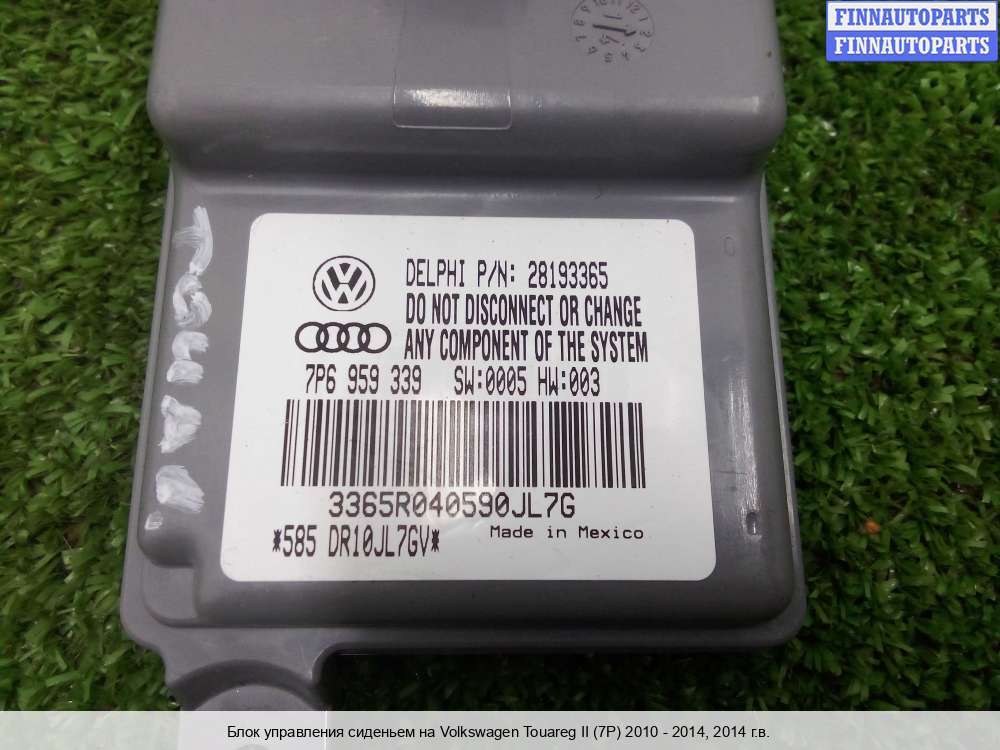 FINNAUTOPARTS
FINNAUTOPARTS
DELPHI P/N: 28193365
DO NOT DISCONNECT OR CHANGE
ANY COMPONENT OF THE SYSTEM
7P6 959 339 SW:0005 HW:003
3365R040590JL7G
*585 DR10JL7GV*
Made in Mexico
Блок управления сиденьем на Volkswagen Touareg II (7P) 2010 - 2014, 2014 г.в.